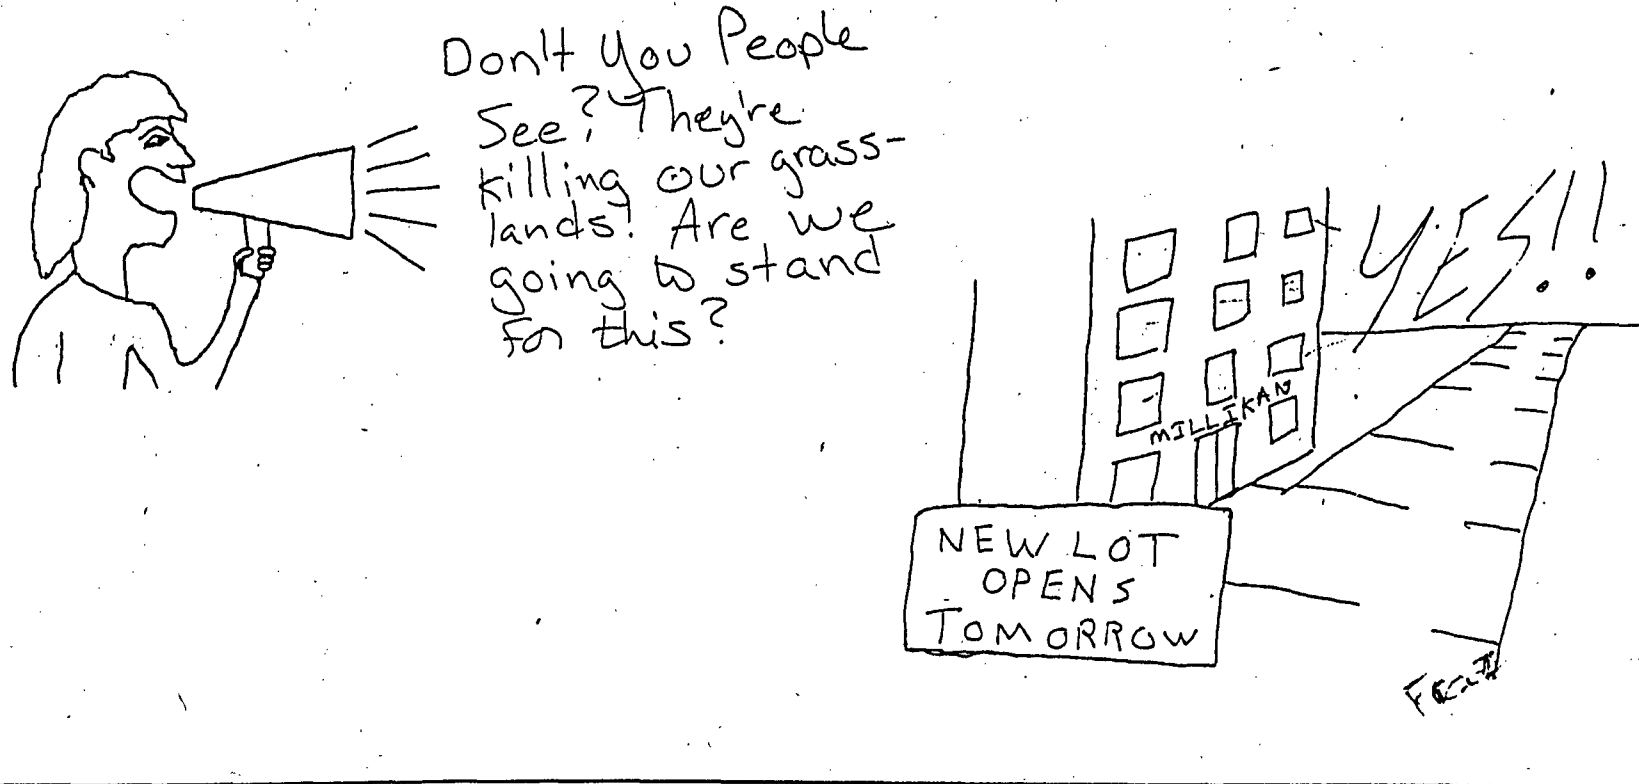 Don't You People
See? They're
killing our grass-
lands! Are we
going to stand
for this?
YES!!
MILLIKAN
NEW LOT
OPENS
TOMORROW